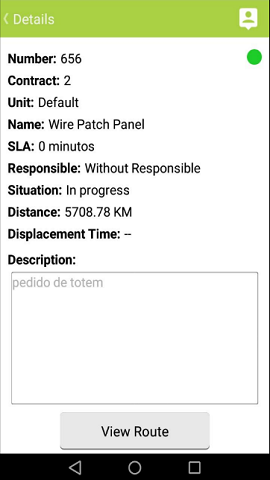 Details
Number: 656
Contract: 2
Unit: Default
Name: Wire Patch Panel
SLA: 0 minutos
Responsible: Without Responsible
Situation: In progress
Distance: 5708.78 KM
Displacement Time: --
Description:
pedido de totem
View Route